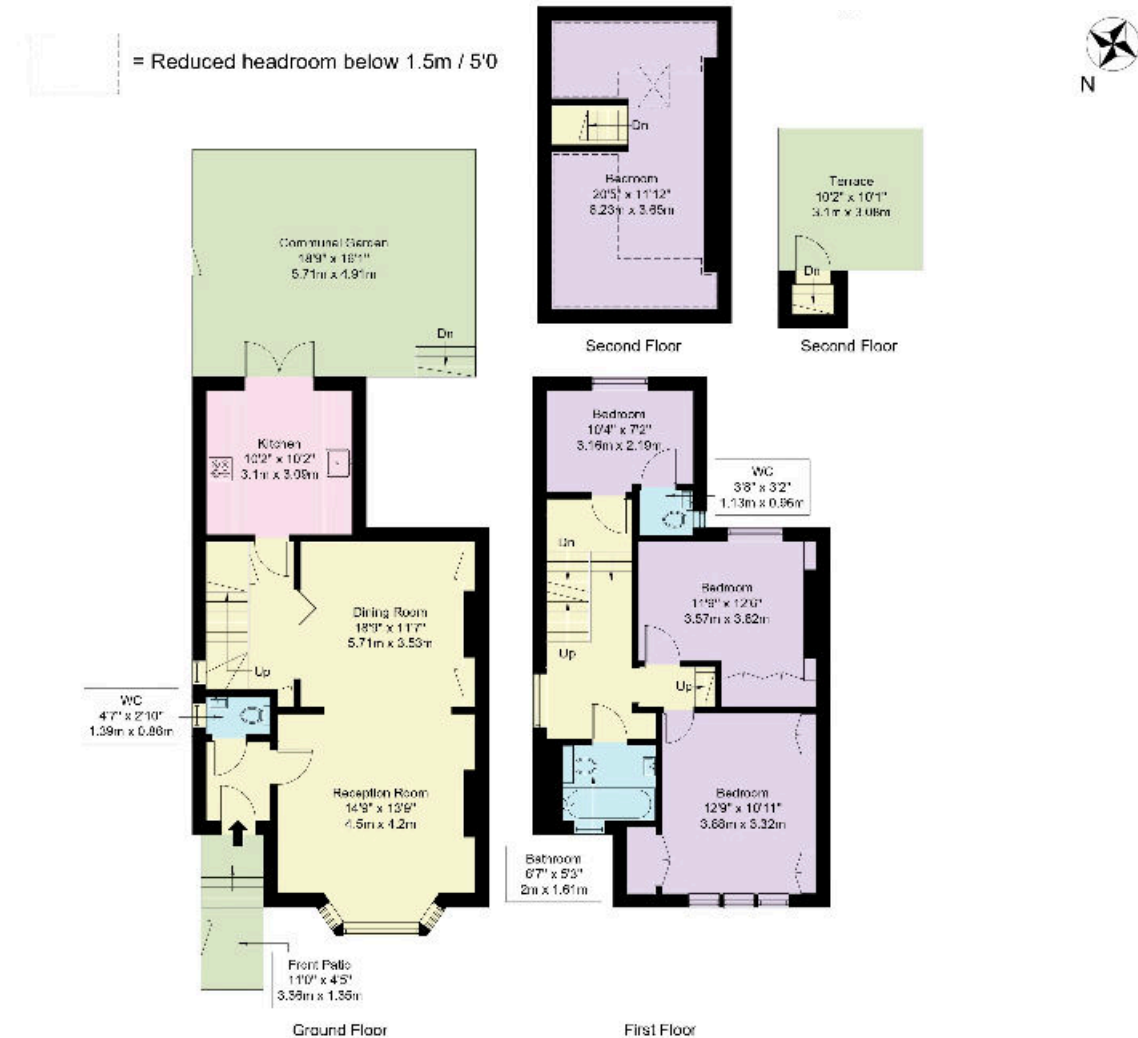 = Reduced headroom below 1.5m / 5'0
N
Dn
Bedroom
20'5" x 11'12"
6.23m x 3.65m
Second Floor
Terrace
10'2" x 10'1"
3.1m x 3.08m
Dn
Second Floor
Communal Garden
18'9" x 16'1"
5.71m x 4.91m
Dn
Kitchen
10'2" x 10'2"
3.1m x 3.09m
Dining Room
18'9" x 11'7"
5.71m x 3.53m
Up
WC
4'7" x 2'10"
1.39m x 0.86m
Reception Room
14'9" x 13'9"
4.5m x 4.2m
Front Patio
11'0" x 4'5"
3.36m x 1.35m
Ground Floor
Bedroom
10'4" x 7'2"
3.16m x 2.19m
WC
3'8" x 3'2"
1.13m x 0.96m
Dn
Bedroom
11'9" x 12'6"
3.57m x 3.82m
Up
Up
Bedroom
12'9" x 10'11"
3.88m x 3.32m
Bathroom
6'7" x 5'3"
2m x 1.61m
First Floor